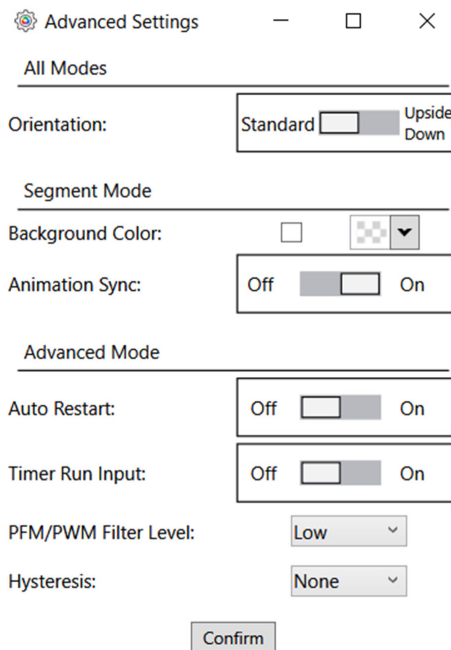 Advanced Settings
All Modes
Orientation: Standard Upside
Down
Segment Mode
Background Color:
Animation Sync: Off On
Advanced Mode
Auto Restart: Off On
Timer Run Input: Off On
PFM/PWM Filter Level: Low
Hysteresis: None
Confirm